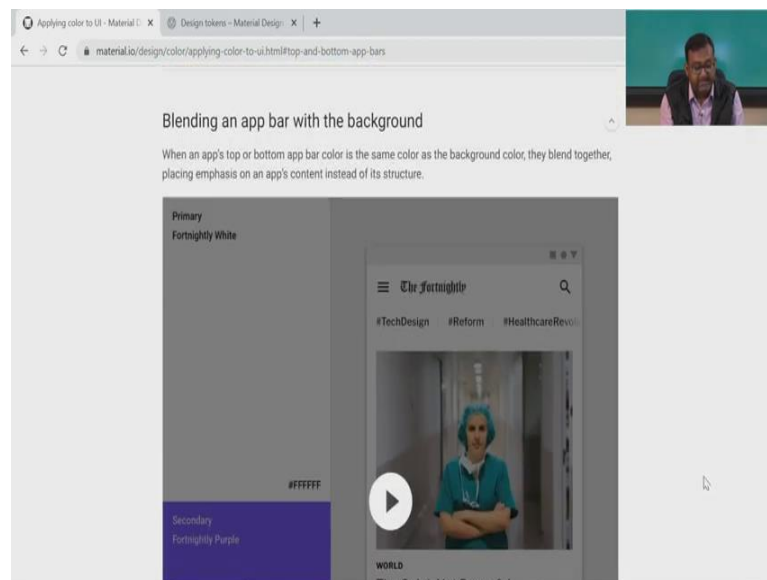 Applying color to UI - Material D
Design tokens – Material Design
material.io/design/color/applying-color-to-ui.html#top-and-bottom-app-bars
Blending an app bar with the background
When an app's top or bottom app bar color is the same color as the background color, they blend together,
placing emphasis on an app's content instead of its structure.
Primary
Fortnightly White
The Fortnightly
#TechDesign #Reform #HealthcareRevol
#FFFFFF
Secondary
Fortnightly Purple
WORLD